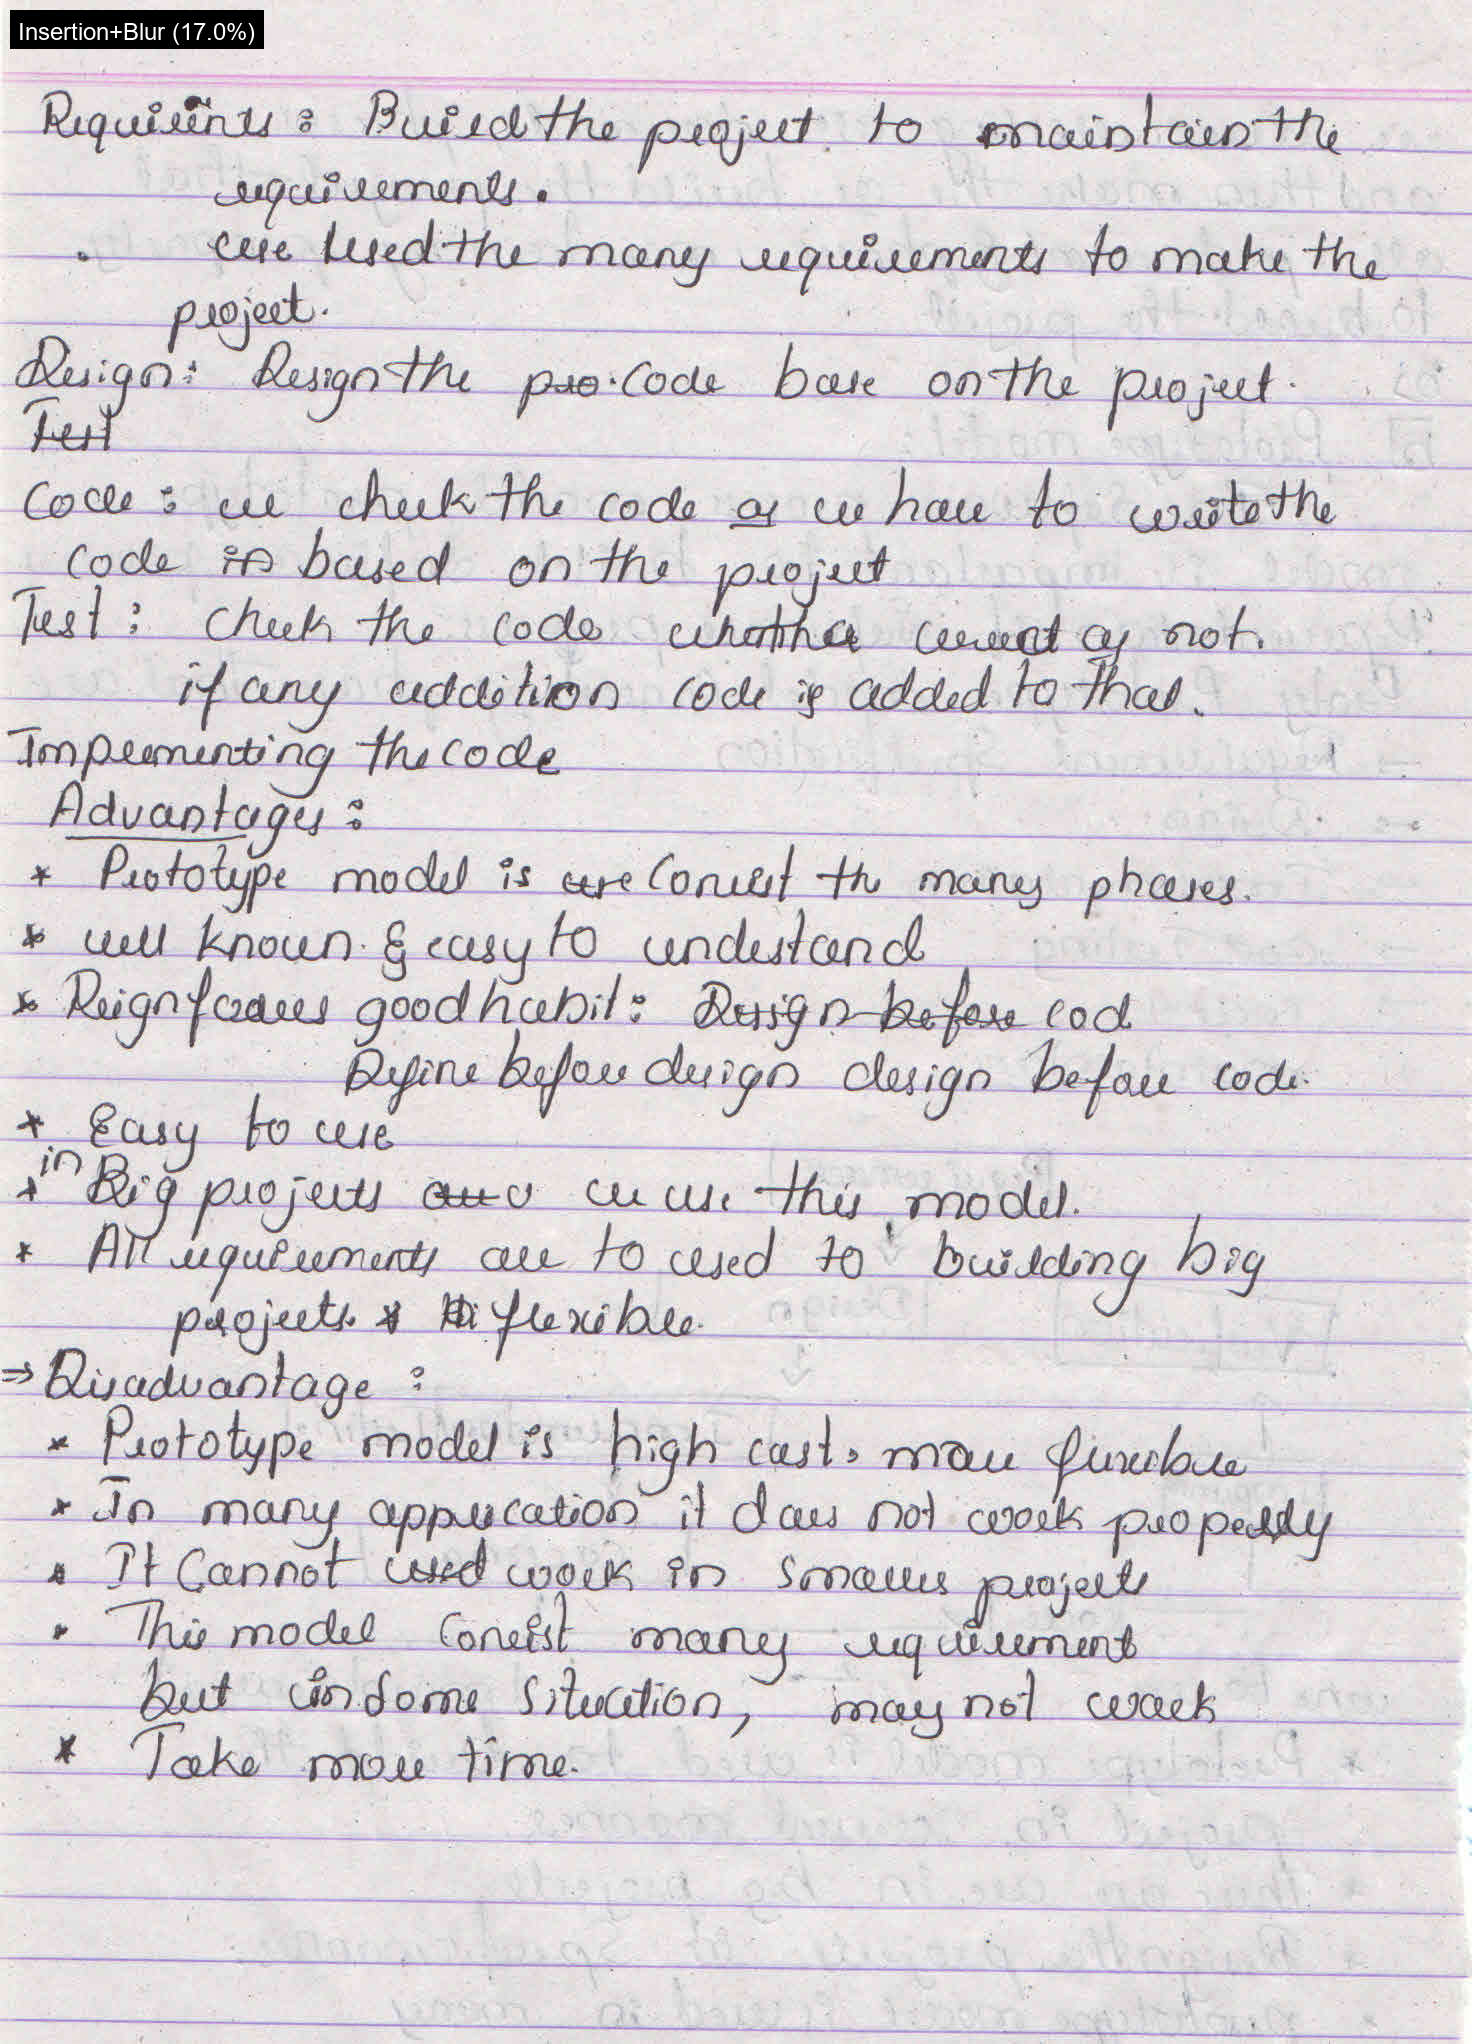 Insertion+Blur (17.0%)
Requirients : Build the project. to maintain the
requirements.
. use used the many requirements to make the
project.
Design : Design the pro. code base on the project.
Test
Code : we check the code or we have to write the
code in based on the project
Test : check the code whether correct or not.
if any addition code is added to that.
Implementing the code
Advantages :
* Prototype model is use Consist the many phases.
* well known. & easy to understand
* Reignforces good habit : Design before cod
Define before design design before code.
* Easy to use
* in Big projects we use this model.
* All requirements are to used to building big
projects. * flexible.
⇒ Disadvantage :
* Prototype model is high cost. more flexible
* In many application it does not work properly
* It Cannot used work in smaller projects
* This model Consist many requirement
but in Some situation, may not work
* Take more time.